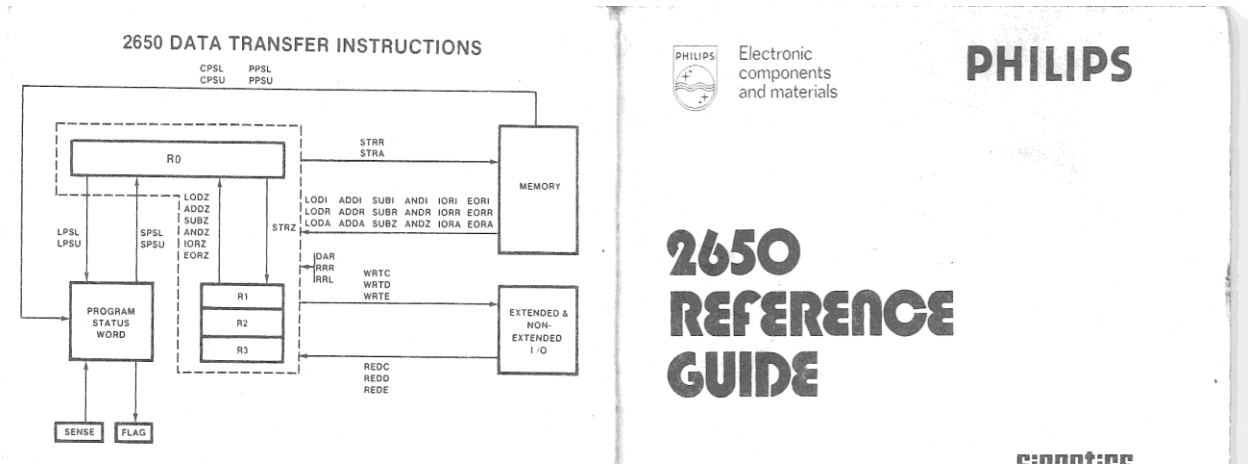 2650 DATA TRANSFER INSTRUCTIONS
CPSL PPSL
CPSU PPSU
R0
STRR
STRA
MEMORY
LODZ
ADDZ
SUBZ
ANDZ
IORZ
EORZ
STRZ
LODI ADDI SUBI ANDI IORI EORI
LODR ADDR SUBR ANDR IORR EORR
LODA ADDA SUBZ ANDZ IORA EORA
LPSL
LPSU
SPSL
SPSU
DAR
RRR
RRL
WRTC
WRTD
WRTE
PROGRAM
STATUS
WORD
R1
R2
R3
EXTENDED &
NON-
EXTENDED
I/O
REDC
REDD
REDE
SENSE
FLAG
PHILIPS
Electronic
components
and materials
PHILIPS
2650
REFERENCE
GUIDE